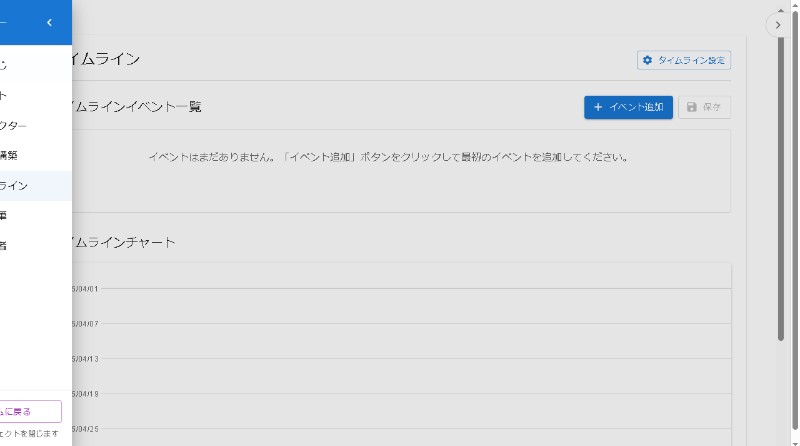 ー
じ
ト
クター
構築
ライン
筆
者
ムに戻る
ェクトを閉じます
イムライン
タイムライン設定
イムラインイベント一覧
イベント追加
保存
イベントはまだありません。「イベント追加」ボタンをクリックして最初のイベントを追加してください。
イムラインチャート
5/04/01
5/04/07
5/04/13
5/04/19
5/04/25